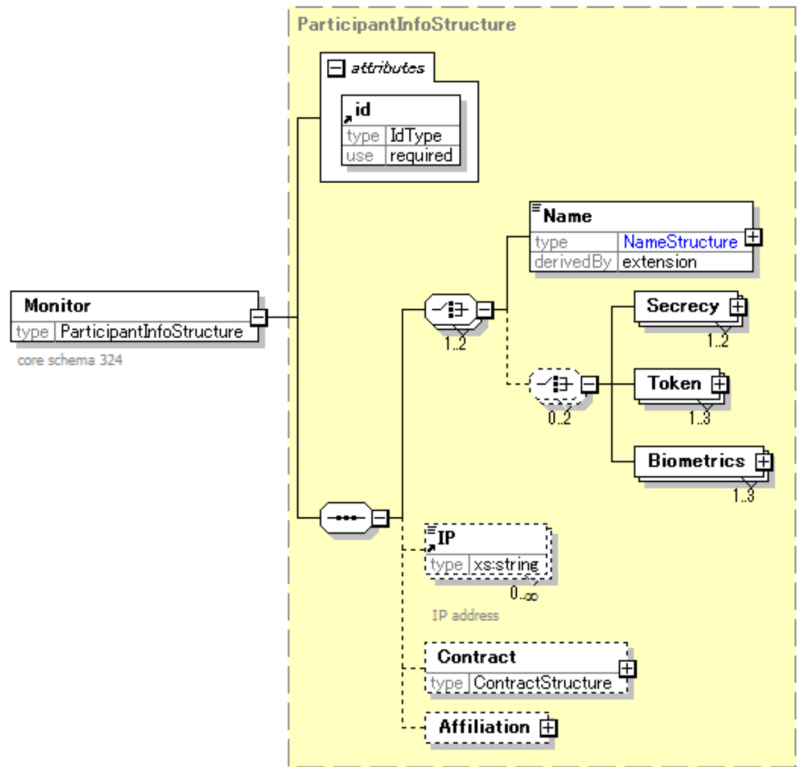 ParticipantInfoStructure
attributes
id
type IdType
use required
Name
type NameStructure
derivedBy extension
Monitor
type ParticipantInfoStructure
core schema 324
1..2
Secrecy
1..2
0..2
Token
1..3
Biometrics
1..3
IP
type xs:string
0..∞
IP address
Contract
type ContractStructure
Affiliation